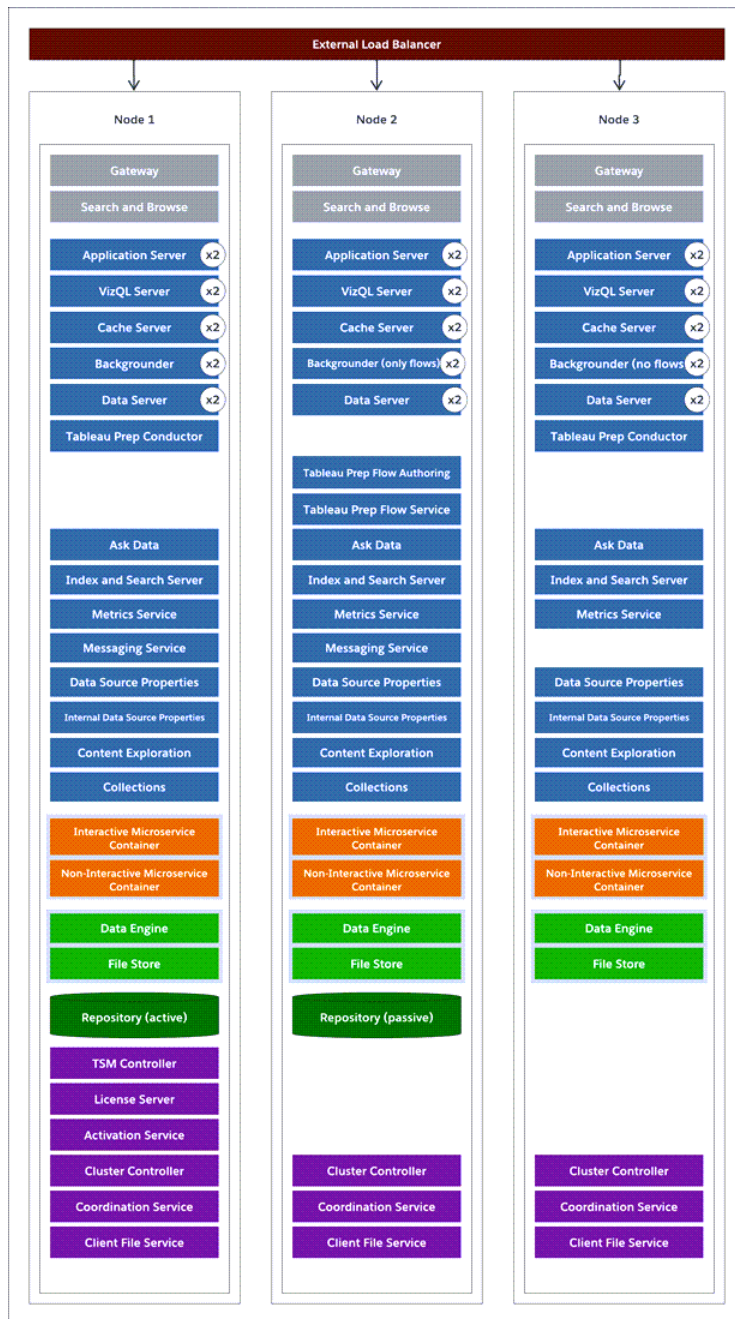 External Load Balancer
Node 1
Gateway
Search and Browse
Application Server x2
VizQL Server x2
Cache Server x2
Backgrounder x2
Data Server x2
Tableau Prep Conductor
Ask Data
Index and Search Server
Metrics Service
Messaging Service
Data Source Properties
Internal Data Source Properties
Content Exploration
Collections
Interactive Microservice
Container
Non-Interactive Microservice
Container
Data Engine
File Store
Repository (active)
TSM Controller
License Server
Activation Service
Cluster Controller
Coordination Service
Client File Service
Node 2
Gateway
Search and Browse
Application Server x2
VizQL Server x2
Cache Server x2
Backgrounder (only flows) x2
Data Server x2
Tableau Prep Flow Authoring
Tableau Prep Flow Service
Ask Data
Index and Search Server
Metrics Service
Messaging Service
Data Source Properties
Internal Data Source Properties
Content Exploration
Collections
Interactive Microservice
Container
Non-Interactive Microservice
Container
Data Engine
File Store
Repository (passive)
Cluster Controller
Coordination Service
Client File Service
Node 3
Gateway
Search and Browse
Application Server x2
VizQL Server x2
Cache Server x2
Backgrounder (no flows x2
Data Server x2
Tableau Prep Conductor
Ask Data
Index and Search Server
Metrics Service
Data Source Properties
Internal Data Source Properties
Content Exploration
Collections
Interactive Microservice
Container
Non-Interactive Microservice
Container
Data Engine
File Store
Cluster Controller
Coordination Service
Client File Service